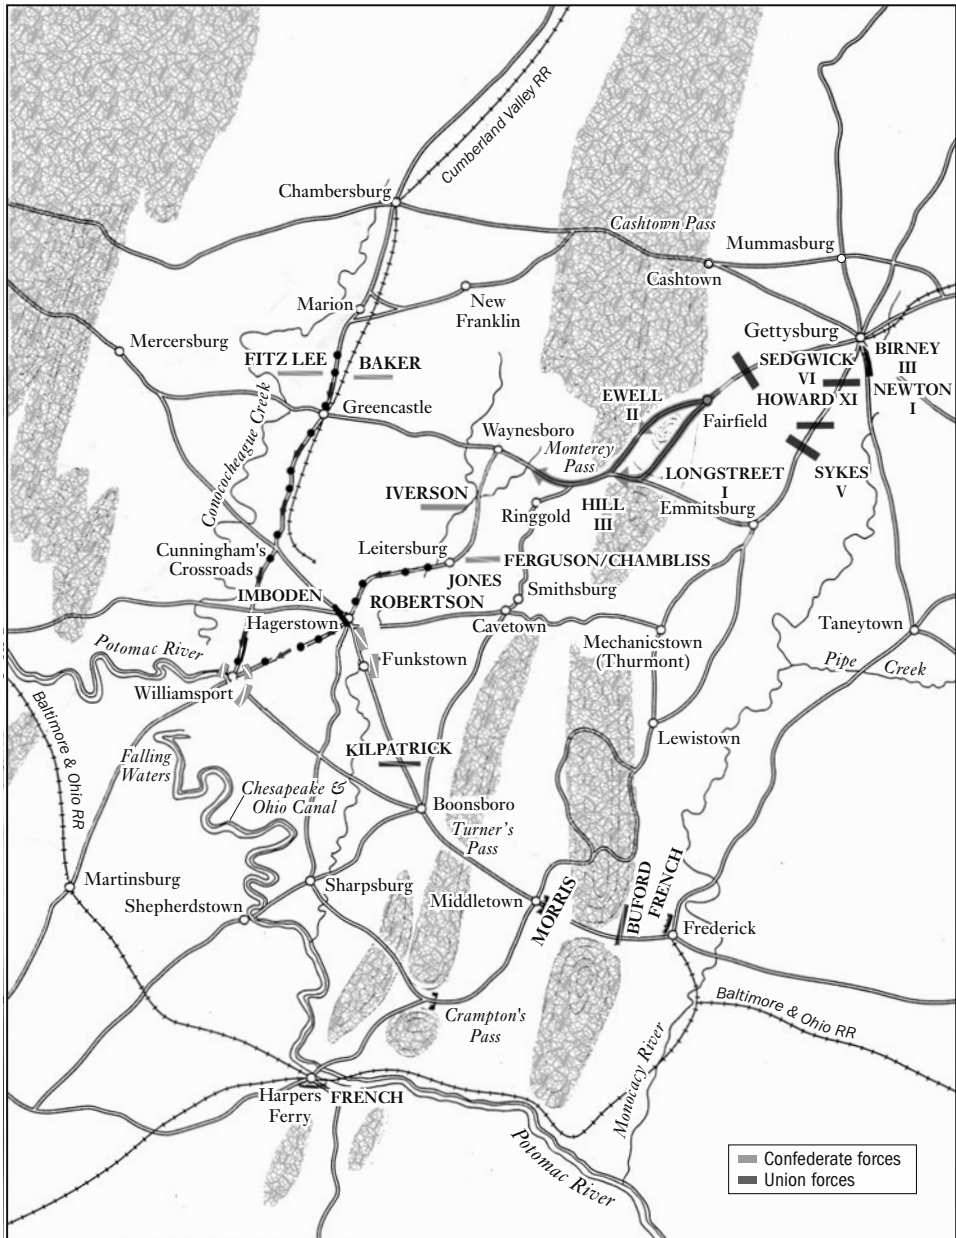 Cumberland Valley RR
Chambersburg
Cashtown Pass
Mummasburg
Cashtown
Marion
New
Franklin
Gettysburg
Mercersburg
FITZ LEE
BAKER
SEDGWICK
VI
BIRNEY
III
HOWARD XI
NEWTON
I
EWELL
II
Greencastle
Fairfield
Conococheague Creek
Waynesboro
Monterey
Pass
LONGSTREET
I
SYKES
V
IVERSON
HILL
III
Ringgold
Emmitsburg
Leitersburg
Cunningham's
Crossroads
FERGUSON/CHAMBLISS
JONES
Smithsburg
IMBODEN
ROBERTSON
Hagerstown
Cavetown
Mechanicstown
(Thurmont)
Taneytown
Potomac River
Funkstown
Pipe Creek
Williamsport
Baltimore & Ohio RR
Lewistown
KILPATRICK
Falling
Waters
Chesapeake &
Ohio Canal
Boonsboro
Turner's
Pass
Martinsburg
Sharpsburg
Middletown
MORRIS
BUFORD
FRENCH
Shepherdstown
Frederick
Crampton's
Pass
Baltimore & Ohio RR
Monocacy River
Harpers
Ferry
FRENCH
Potomac River
Confederate forces
Union forces